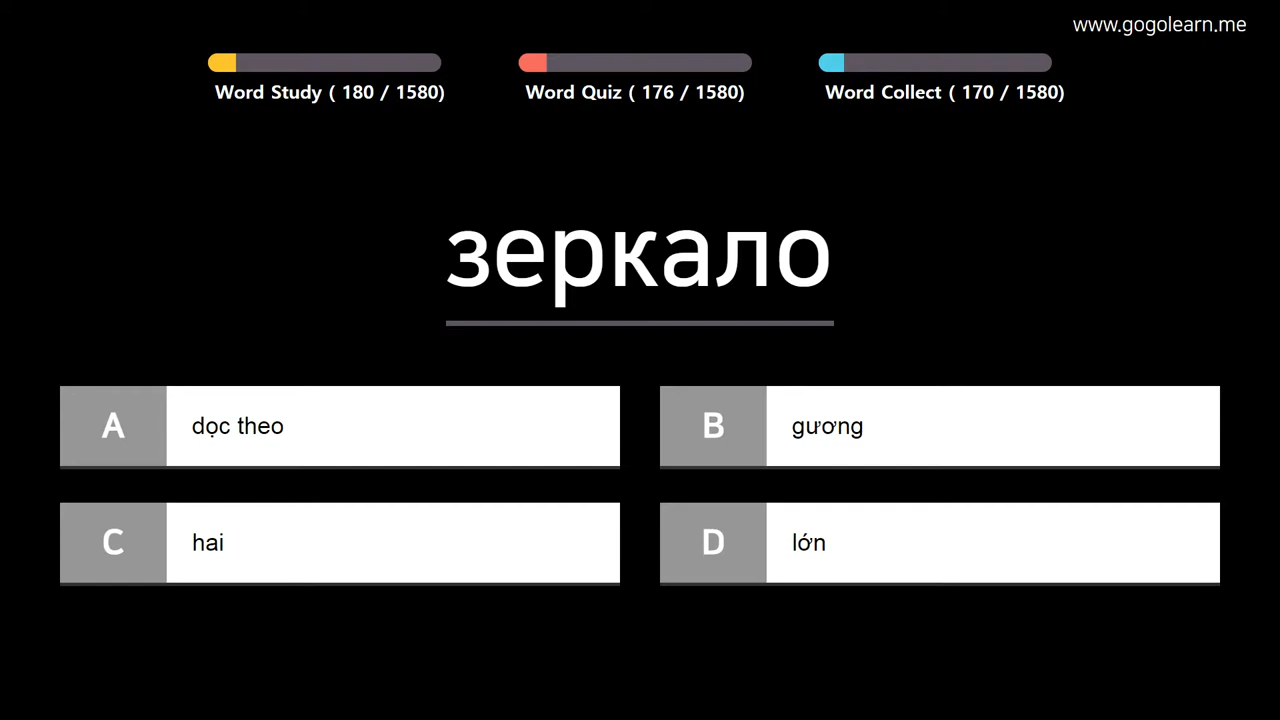 www.gogolearn.me
Word Study ( 180 / 1580)
Word Quiz ( 176 / 1580)
Word Collect ( 170 / 1580)
зеркало
A dọc theo
B gương
C hai
D lớn